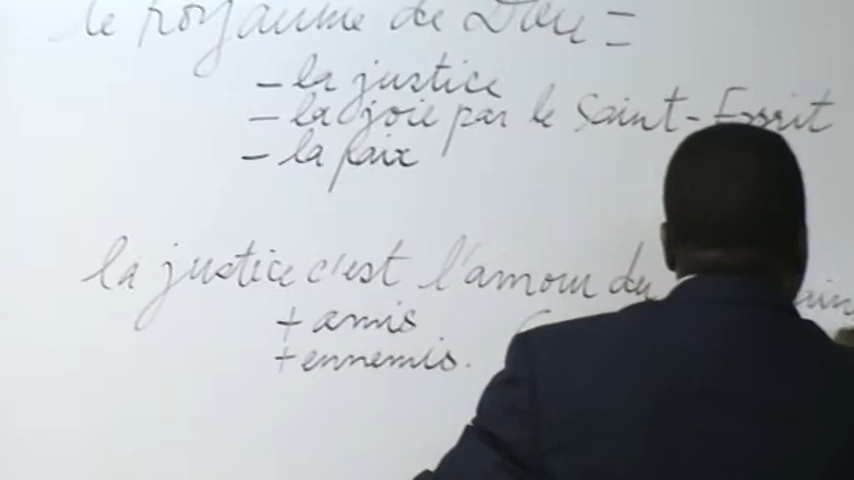 le royaume de Dieu =
- la justice
- la joie par le Saint-Esprit
- la paix
la justice c'est l'amour du
+ amis
+ ennemis.